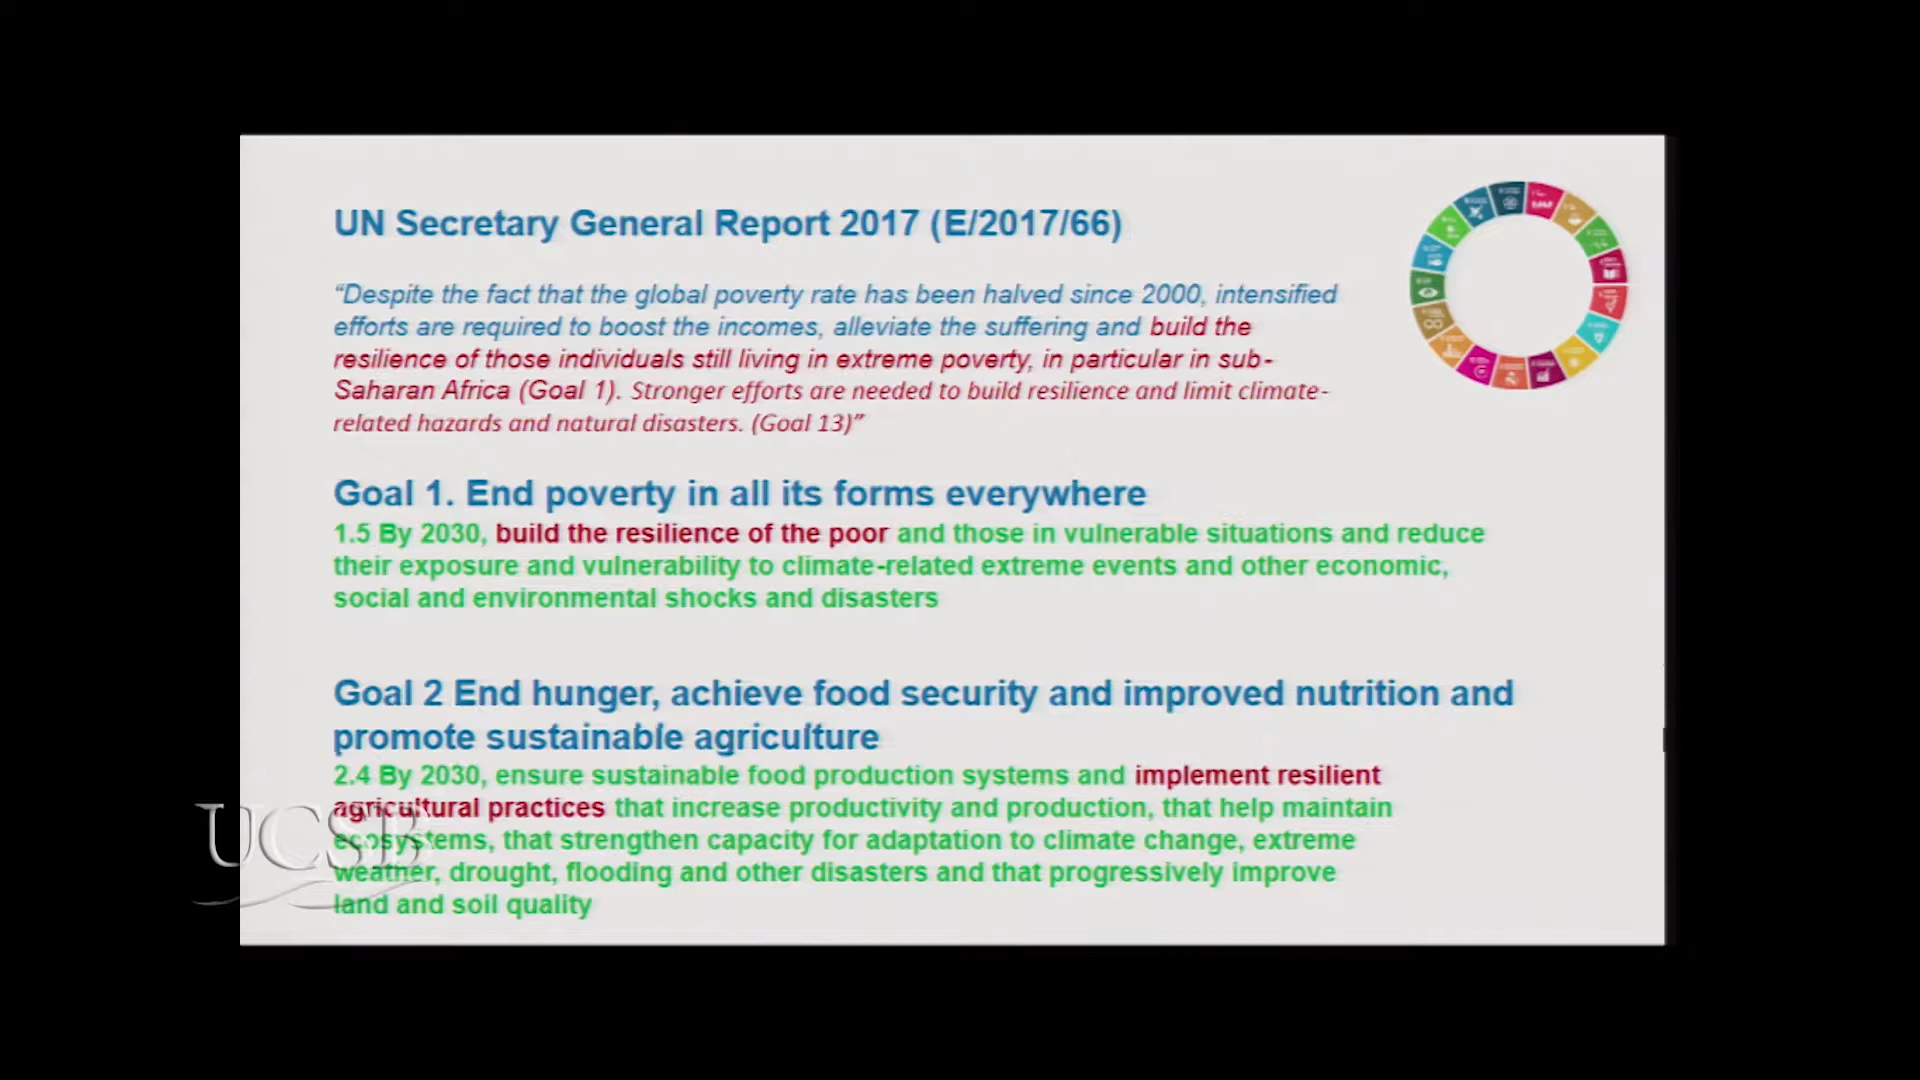 UN Secretary General Report 2017 (E/2017/66)
“Despite the fact that the global poverty rate has been halved since 2000, intensified
efforts are required to boost the incomes, alleviate the suffering and build the
resilience of those individuals still living in extreme poverty, in particular in sub-
Saharan Africa (Goal 1). Stronger efforts are needed to build resilience and limit climate-
related hazards and natural disasters. (Goal 13)”
Goal 1. End poverty in all its forms everywhere
1.5 By 2030, build the resilience of the poor and those in vulnerable situations and reduce
their exposure and vulnerability to climate-related extreme events and other economic,
social and environmental shocks and disasters
Goal 2 End hunger, achieve food security and improved nutrition and
promote sustainable agriculture
2.4 By 2030, ensure sustainable food production systems and implement resilient
agricultural practices that increase productivity and production, that help maintain
ecosystems, that strengthen capacity for adaptation to climate change, extreme
weather, drought, flooding and other disasters and that progressively improve
land and soil quality
UCSB